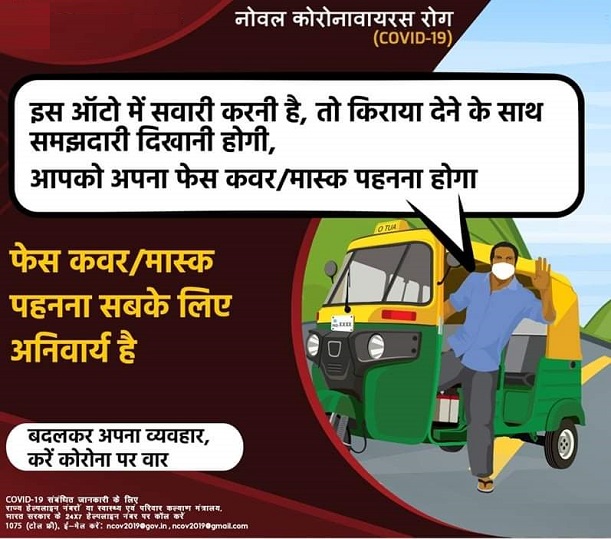 नोवल कोरोनावायरस रोग
(COVID-19)
इस ऑटो में सवारी करनी है, तो किराया देने के साथ
समझदारी दिखानी होगी,
आपको अपना फेस कवर/मास्क पहनना होगा
O TUA
फेस कवर/मास्क
पहनना सबके लिए
अनिवार्य है
बदलकर अपना व्यवहार,
करें कोरोना पर वार
COVID-19 संबंधित जानकारी के लिए
राज्य हेल्पलाइन नंबरों या स्वास्थ्य एवं परिवार कल्याण मंत्रालय,
भारत सरकार के 24X7 हेल्पलाइन नंबर पर कॉल करें
1075 (टोल फ्री), ई-मेल करें: ncov2019@gov.in, ncov2019@gmail.com